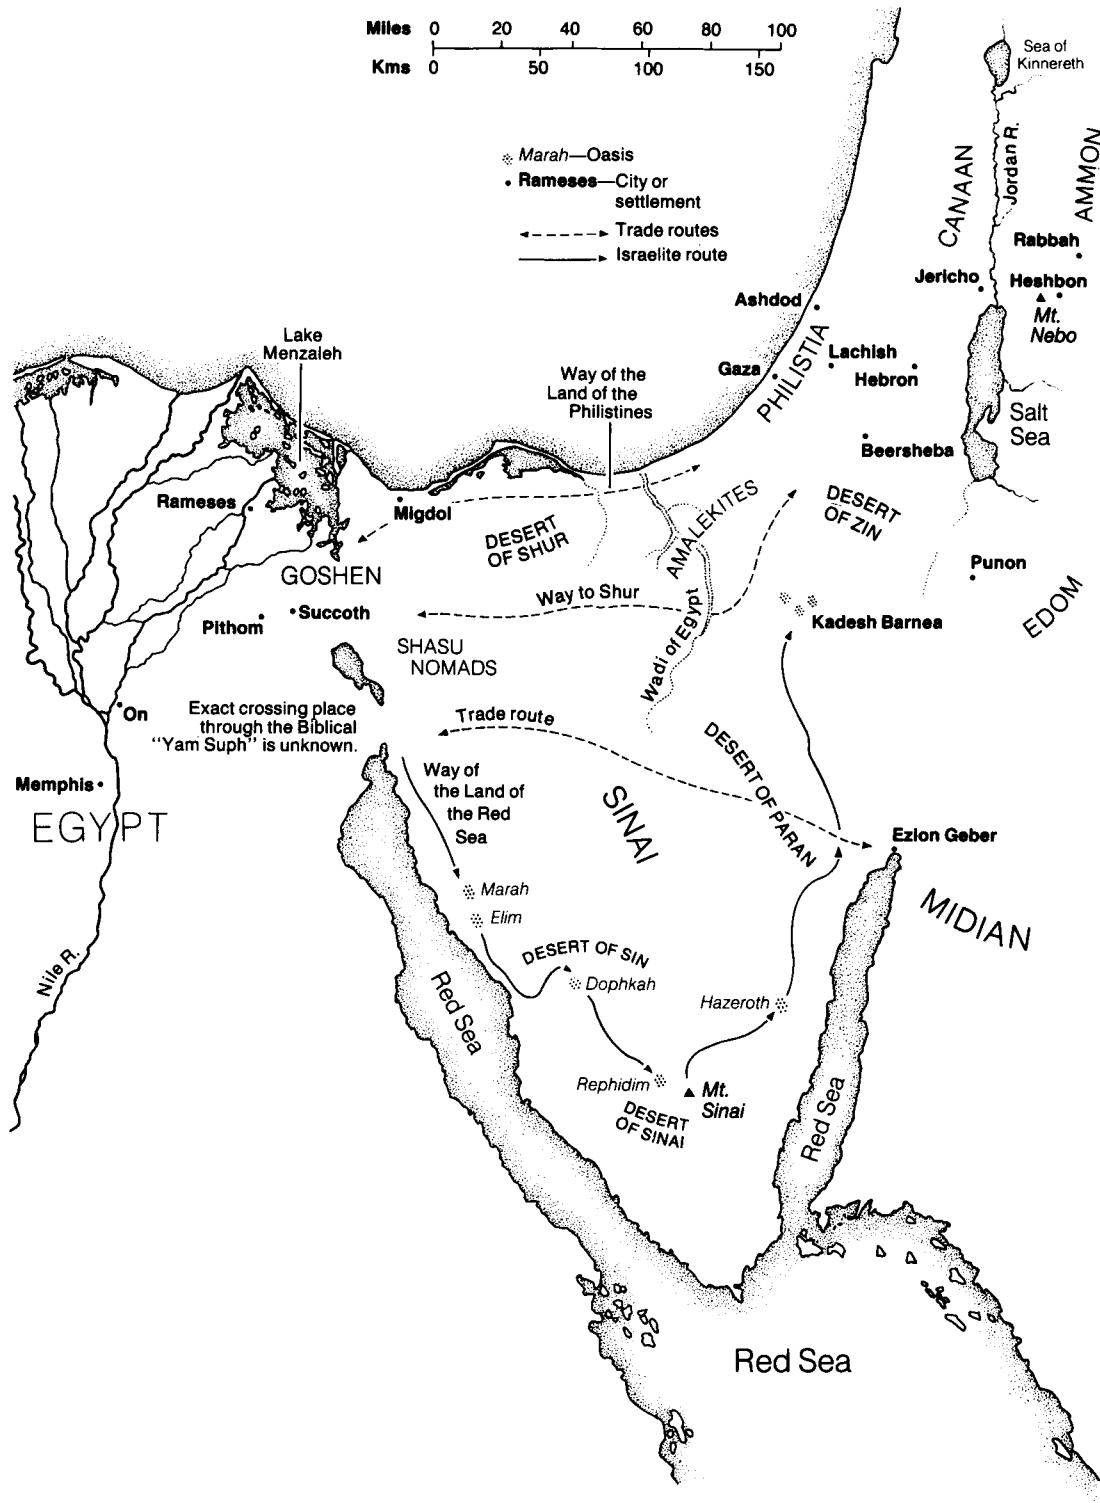 Miles 0 20 40 60 80 100
Kms 0 50 100 150
Sea of
Kinnereth
Marah—Oasis
Rameses—City or
settlement
Trade routes
Israelite route
CANAAN
Jordan R.
AMMON
Rabbah
Jericho
Heshbon
Mt.
Nebo
Ashdod
Lake
Menzaleh
Gaza
PHILISTIA
Lachish
Hebron
Way of the
Land of the
Philistines
Salt
Sea
Beersheba
Rameses
Migdol
DESERT
OF SHUR
AMALEKITES
DESERT
OF ZIN
GOSHEN
Punon
Way to Shur
Succoth
Pithom
Kadesh Barnea
EDOM
SHASU
NOMADS
Wadi of Egypt
On
Exact crossing place
through the Biblical
"Yam Suph" is unknown.
Trade route
Memphis
EGYPT
Way of
the Land of
the Red
Sea
SINAI
DESERT OF PARAN
Ezion Geber
Marah
Elim
MIDIAN
DESERT OF SIN
Nile R.
Dophkah
Red Sea
Hazeroth
Rephidim
Mt.
Sinai
DESERT
OF SINAI
Red Sea
Red Sea